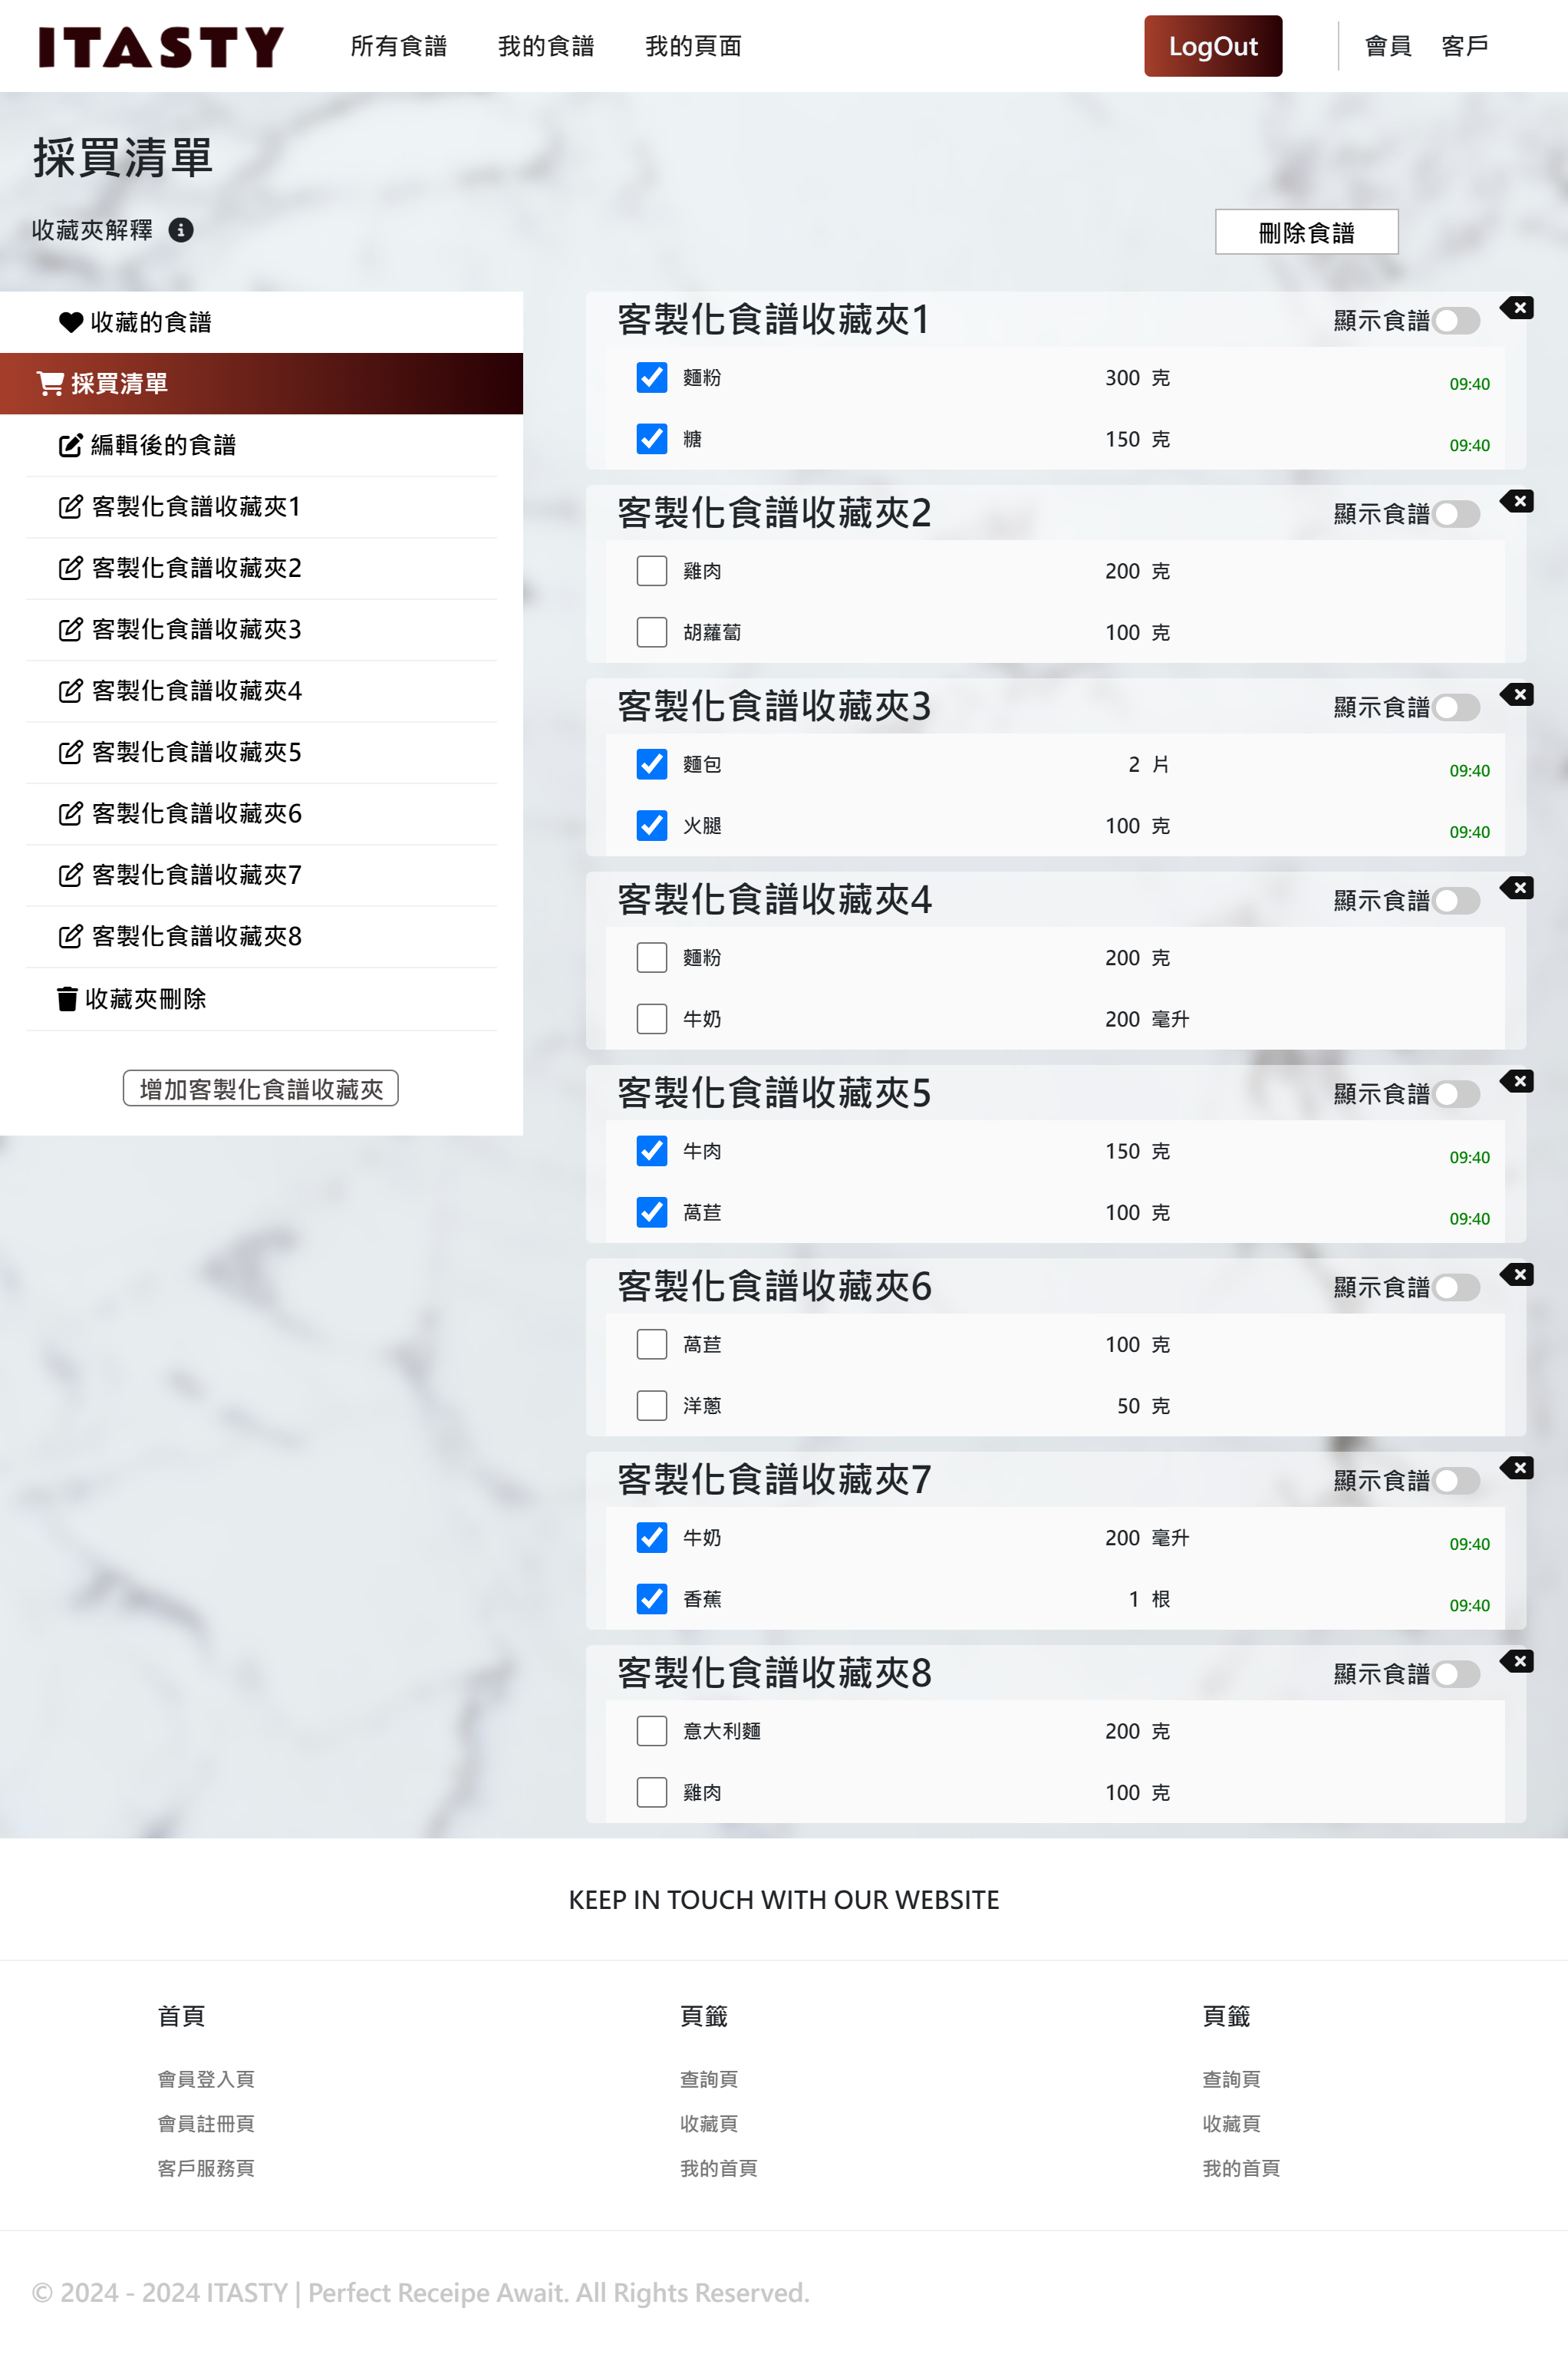 ITASTY 所有食譜 我的食譜 我的頁面 LogOut 會員 客戶
採買清單
收藏夾解釋
刪除食譜
收藏的食譜
採買清單
編輯後的食譜
客製化食譜收藏夾1
客製化食譜收藏夾2
客製化食譜收藏夾3
客製化食譜收藏夾4
客製化食譜收藏夾5
客製化食譜收藏夾6
客製化食譜收藏夾7
客製化食譜收藏夾8
收藏夾刪除
增加客製化食譜收藏夾
客製化食譜收藏夾1 顯示食譜
麵粉 300 克 09:40
糖 150 克 09:40
客製化食譜收藏夾2 顯示食譜
雞肉 200 克
胡蘿蔔 100 克
客製化食譜收藏夾3 顯示食譜
麵包 2 片 09:40
火腿 100 克 09:40
客製化食譜收藏夾4 顯示食譜
麵粉 200 克
牛奶 200 毫升
客製化食譜收藏夾5 顯示食譜
牛肉 150 克 09:40
萵苣 100 克 09:40
客製化食譜收藏夾6 顯示食譜
萵苣 100 克
洋蔥 50 克
客製化食譜收藏夾7 顯示食譜
牛奶 200 毫升 09:40
香蕉 1 根 09:40
客製化食譜收藏夾8 顯示食譜
意大利麵 200 克
雞肉 100 克
KEEP IN TOUCH WITH OUR WEBSITE
首頁
會員登入頁
會員註冊頁
客戶服務頁
頁籤
查詢頁
收藏頁
我的首頁
頁籤
查詢頁
收藏頁
我的首頁
© 2024 - 2024 ITASTY | Perfect Receipe Await. All Rights Reserved.